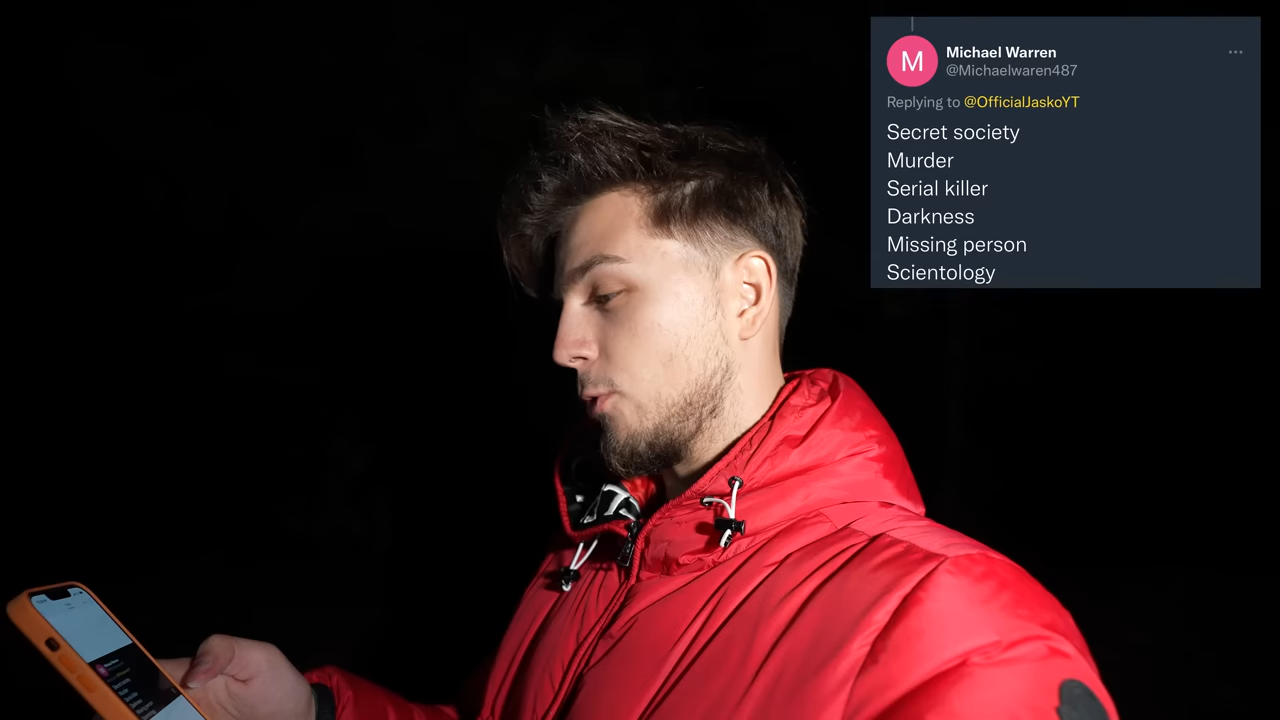 M
Michael Warren
@Michaelwaren487
Replying to @OfficialJaskoYT
Secret society
Murder
Serial killer
Darkness
Missing person
Scientology